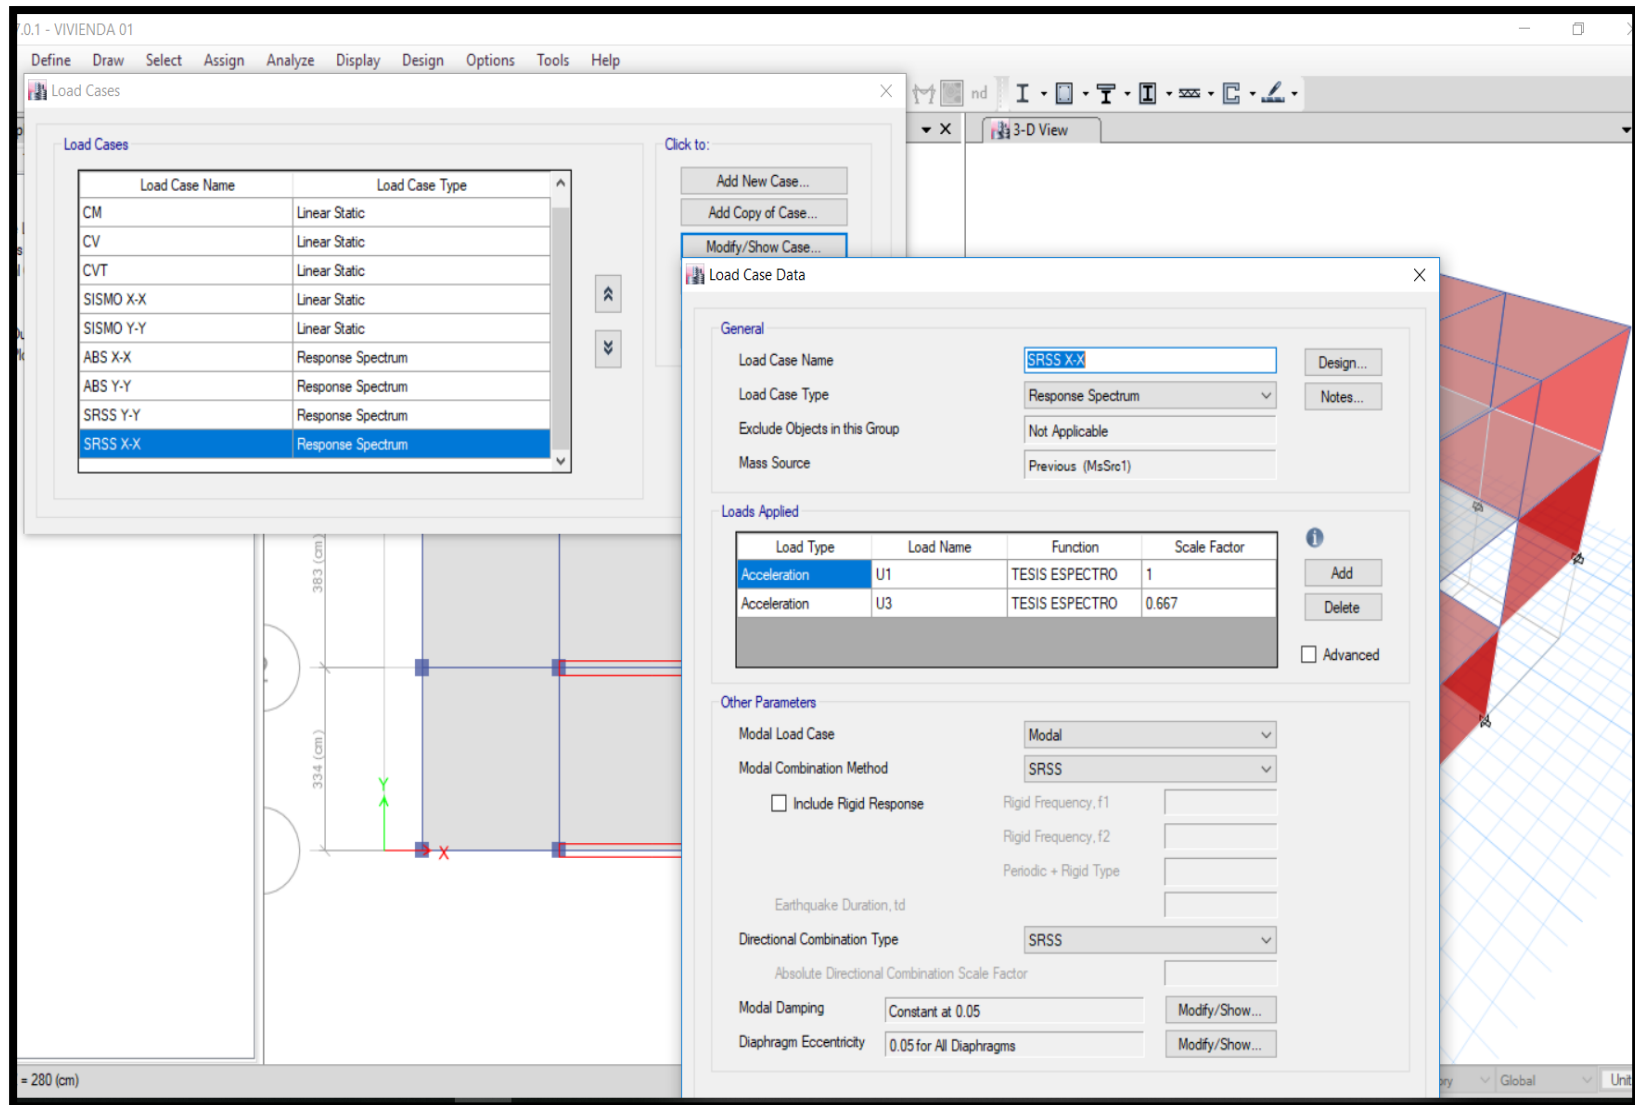 7.0.1 - VIVIENDA 01
Define Draw Select Assign Analyze Display Design Options Tools Help
Load Cases
nd
3-D View
Load Cases
Click to:
Load Case Name Load Case Type
CM Linear Static
CV Linear Static
CVT Linear Static
SISMO X-X Linear Static
SISMO Y-Y Linear Static
ABS X-X Response Spectrum
ABS Y-Y Response Spectrum
SRSS Y-Y Response Spectrum
SRSS X-X Response Spectrum
Add New Case...
Add Copy of Case...
Modify/Show Case...
Load Case Data
General
Load Case Name SRSS X-X Design...
Load Case Type Response Spectrum Notes...
Exclude Objects in this Group Not Applicable
Mass Source Previous (MsSrc1)
Loads Applied
Load Type Load Name Function Scale Factor
Acceleration U1 TESIS ESPECTRO 1
Acceleration U3 TESIS ESPECTRO 0.667
i
Add
Delete
Advanced
Other Parameters
Modal Load Case Modal
Modal Combination Method SRSS
Include Rigid Response Rigid Frequency, f1
Rigid Frequency, f2
Periodic + Rigid Type
Earthquake Duration, td
Directional Combination Type SRSS
Absolute Directional Combination Scale Factor
Modal Damping Constant at 0.05 Modify/Show...
Diaphragm Eccentricity 0.05 for All Diaphragms Modify/Show...
383 (cm)
334 (cm)
Y
X
= 280 (cm)
Global
Unit